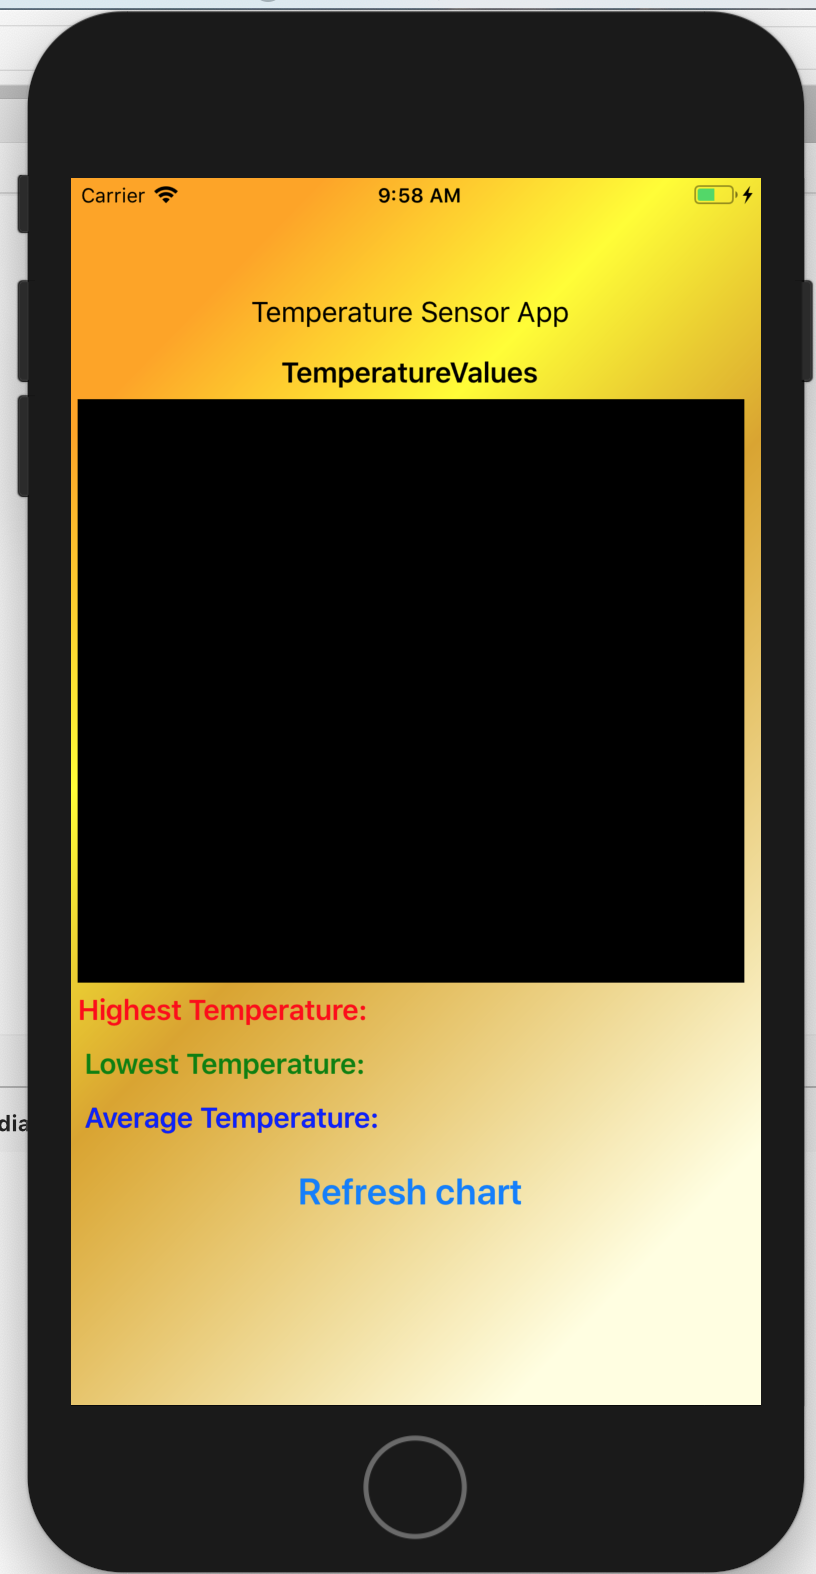 Carrier 9:58 AM
Temperature Sensor App
TemperatureValues
Highest Temperature:
Lowest Temperature:
Average Temperature:
dia
Refresh chart